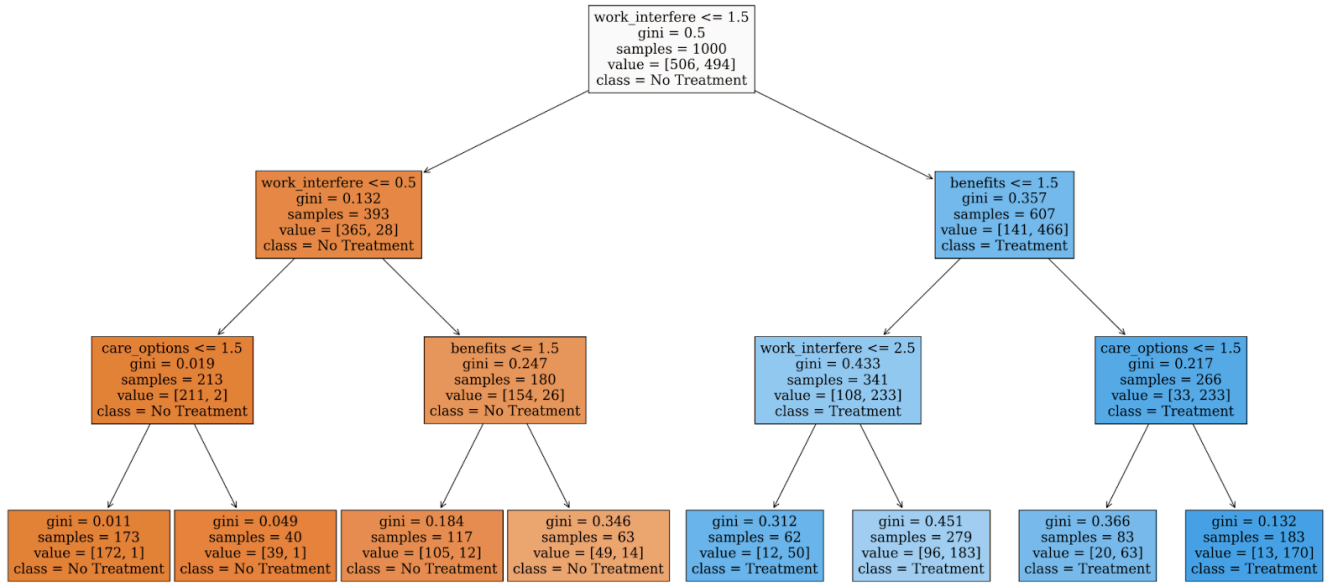 work_interfere <= 1.5
gini = 0.5
samples = 1000
value = [506, 494]
class = No Treatment
work_interfere <= 0.5
gini = 0.132
samples = 393
value = [365, 28]
class = No Treatment
benefits <= 1.5
gini = 0.357
samples = 607
value = [141, 466]
class = Treatment
care_options <= 1.5
gini = 0.019
samples = 213
value = [211, 2]
class = No Treatment
benefits <= 1.5
gini = 0.247
samples = 180
value = [154, 26]
class = No Treatment
work_interfere <= 2.5
gini = 0.433
samples = 341
value = [108, 233]
class = Treatment
care_options <= 1.5
gini = 0.217
samples = 266
value = [33, 233]
class = Treatment
gini = 0.011
samples = 173
value = [172, 1]
class = No Treatment
gini = 0.049
samples = 40
value = [39, 1]
class = No Treatment
gini = 0.184
samples = 117
value = [105, 12]
class = No Treatment
gini = 0.346
samples = 63
value = [49, 14]
class = No Treatment
gini = 0.312
samples = 62
value = [12, 50]
class = Treatment
gini = 0.451
samples = 279
value = [96, 183]
class = Treatment
gini = 0.366
samples = 83
value = [20, 63]
class = Treatment
gini = 0.132
samples = 183
value = [13, 170]
class = Treatment